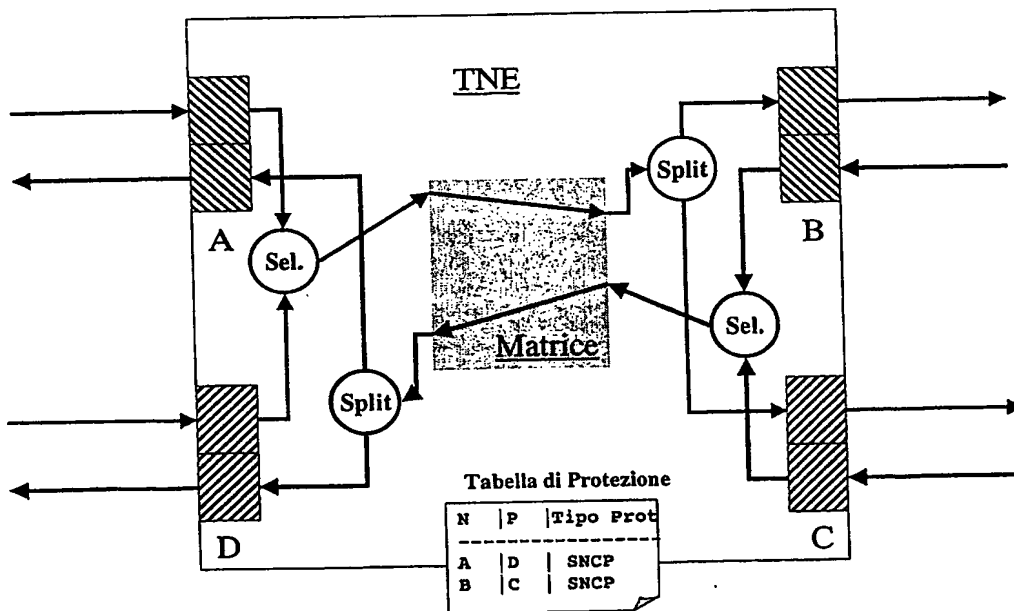 TNE
Split
A
B
Sel.
Sel.
Matrice
Split
D
C
Tabella di Protezione
N |P |Tipo Prot
--------------------
A |D | SNCP
B |C | SNCP